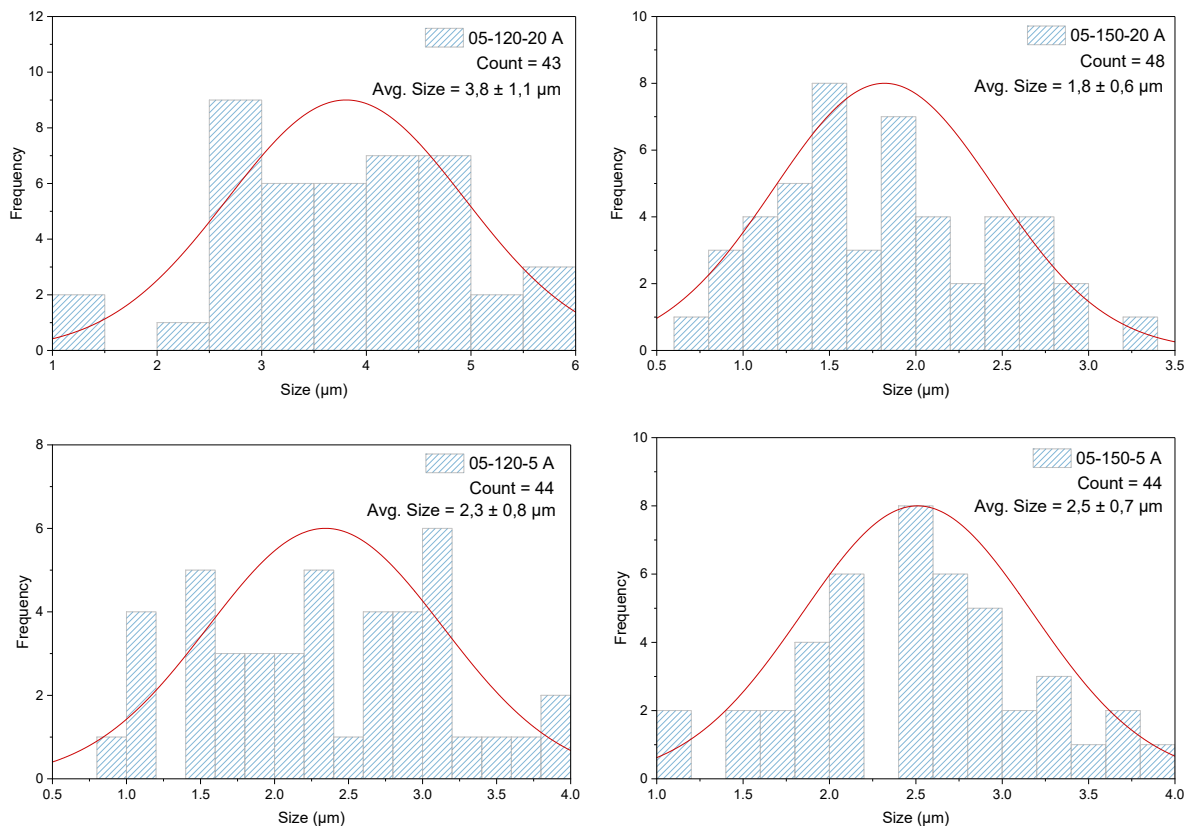 05-120-20 A
Count = 43
Avg. Size = 3,8 ± 1,1 µm
Frequency
12
10
8
6
4
2
0
1
2
3
4
5
6
Size (µm)
05-150-20 A
Count = 48
Avg. Size = 1,8 ± 0,6 µm
Frequency
10
8
6
4
2
0
0.5
1.0
1.5
2.0
2.5
3.0
3.5
Size (µm)
05-120-5 A
Count = 44
Avg. Size = 2,3 ± 0,8 µm
Frequency
8
6
4
2
0
0.5
1.0
1.5
2.0
2.5
3.0
3.5
4.0
Size (µm)
05-150-5 A
Count = 44
Avg. Size = 2,5 ± 0,7 µm
Frequency
10
8
6
4
2
0
1.0
1.5
2.0
2.5
3.0
3.5
4.0
Size (µm)